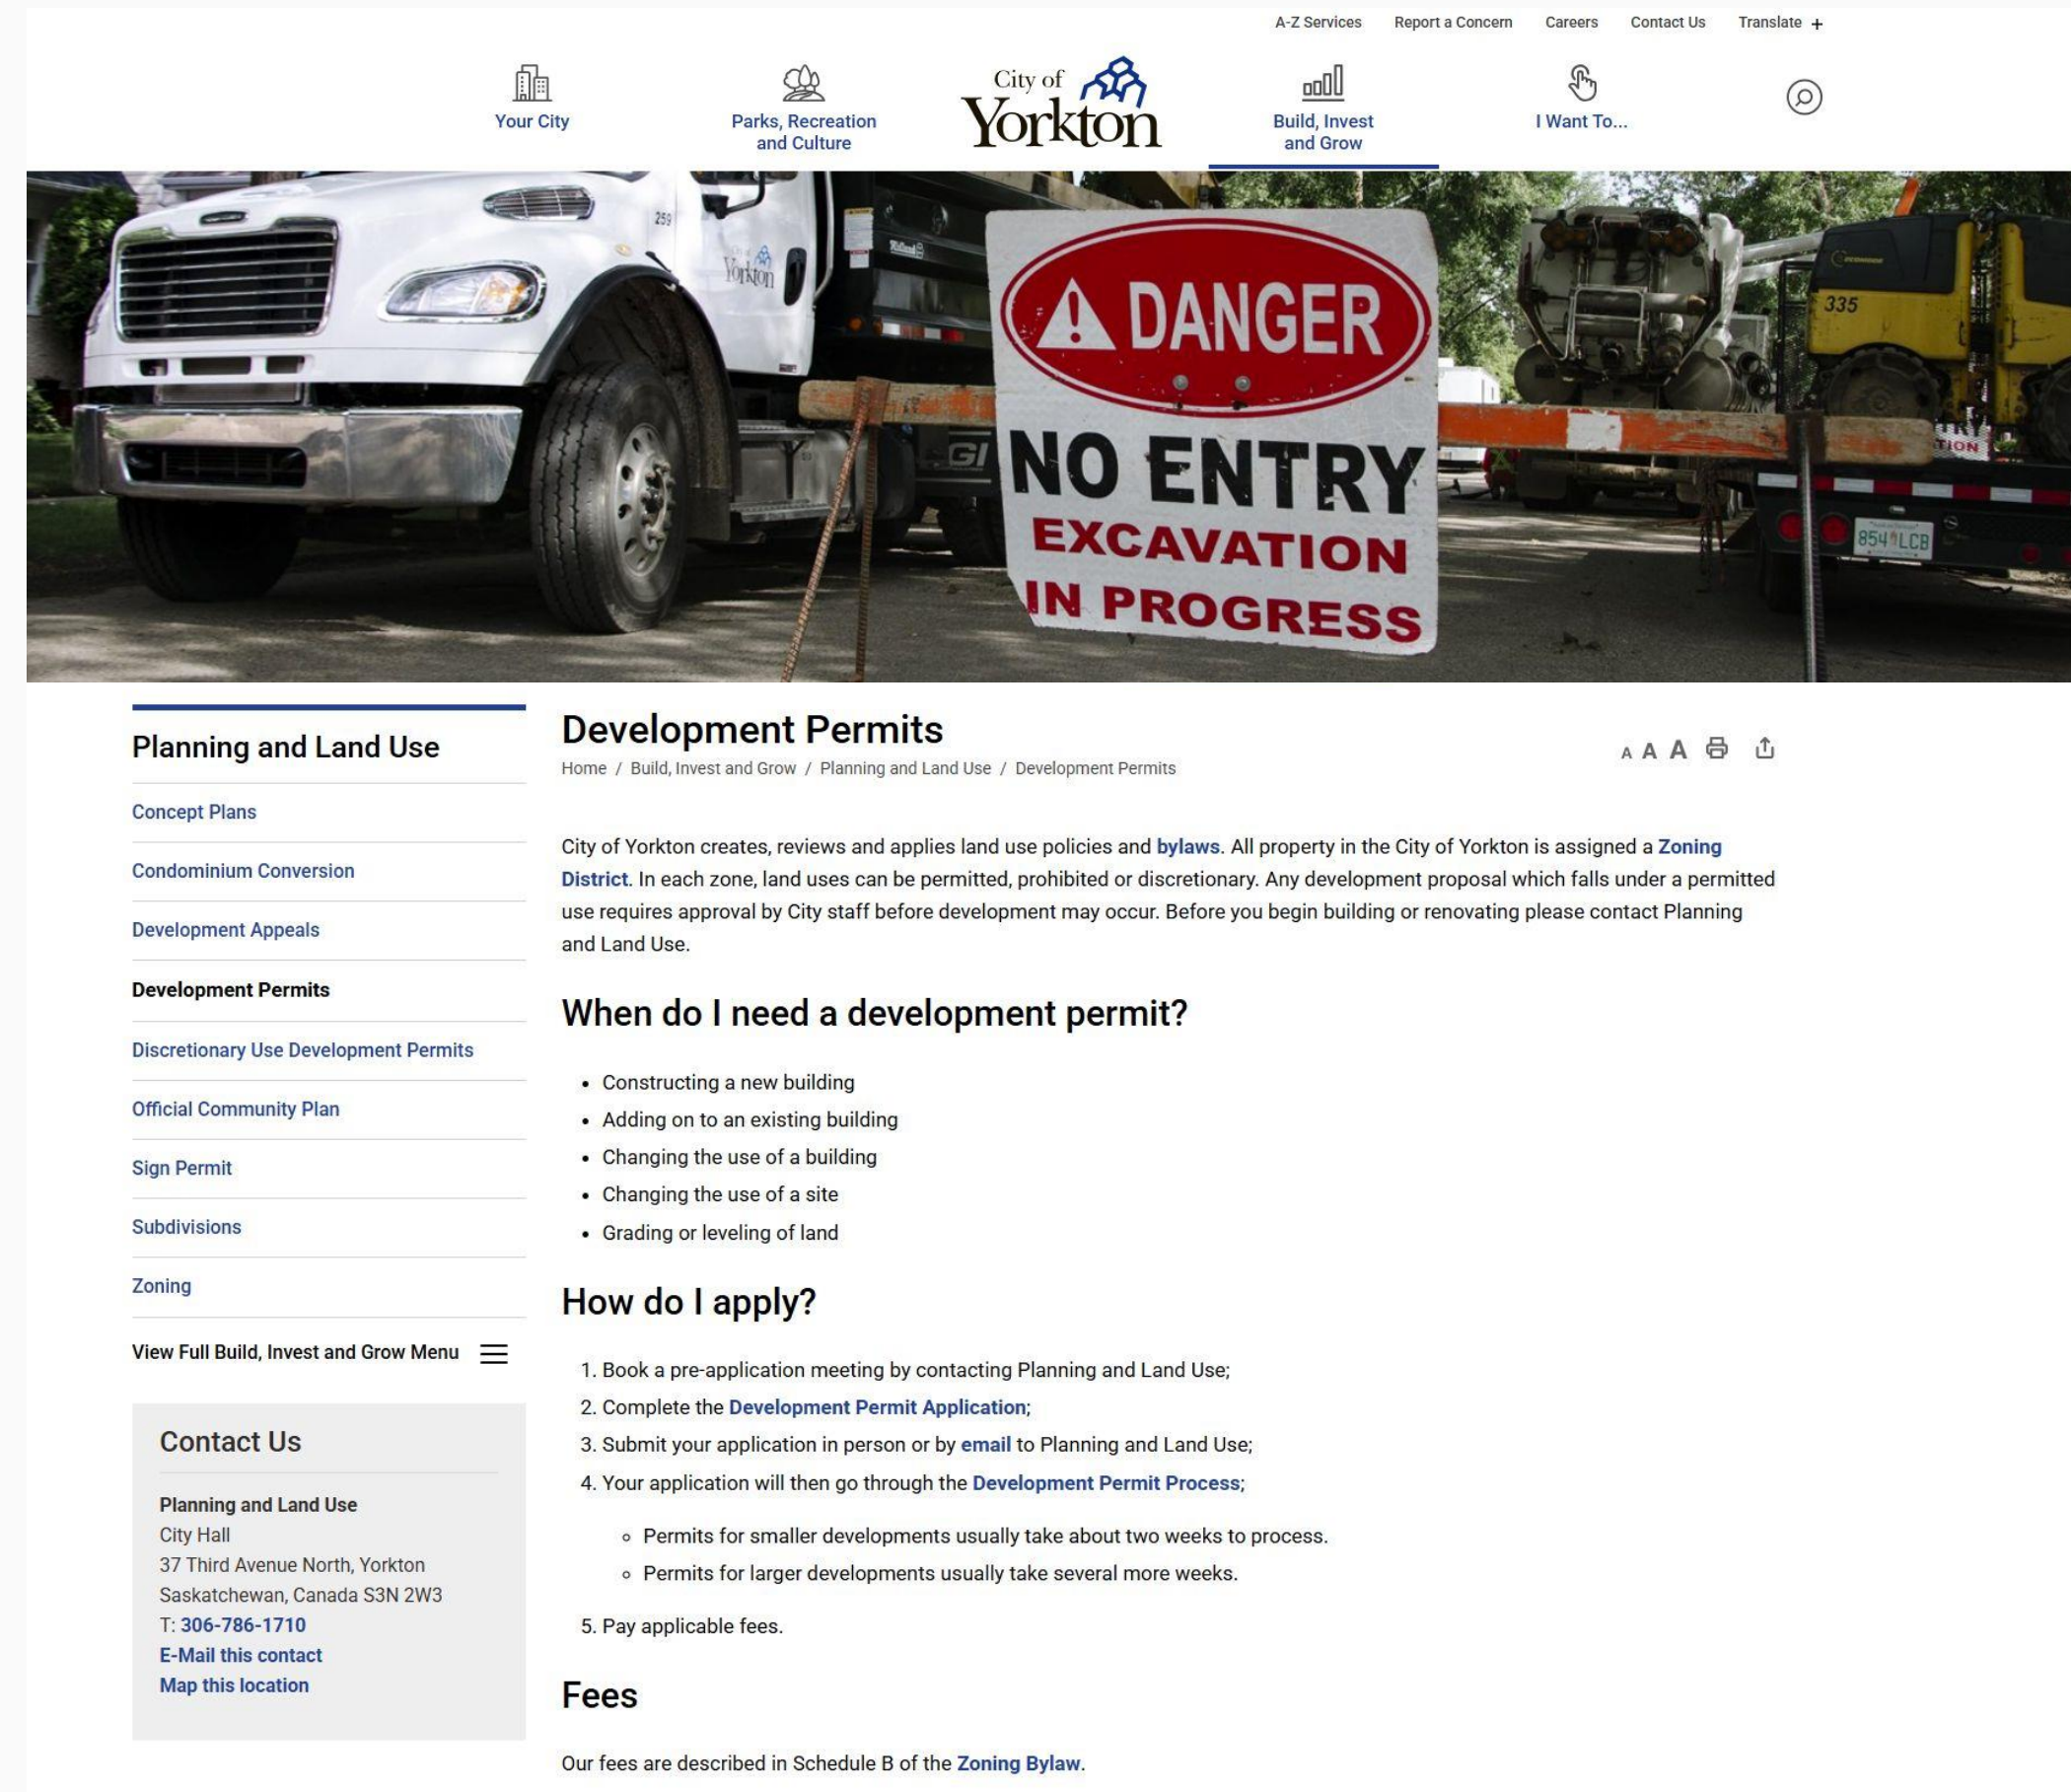 A-Z Services Report a Concern Careers Contact Us Translate +
Your City
Parks, Recreation
and Culture
City of
Yorkton
Build, Invest
and Grow
I Want To...
259
Yorkton
DANGER
NO ENTRY
EXCAVATION
IN PROGRESS
GI
335
TION
854 LCB
Planning and Land Use
Concept Plans
Condominium Conversion
Development Appeals
Development Permits
Discretionary Use Development Permits
Official Community Plan
Sign Permit
Subdivisions
Zoning
View Full Build, Invest and Grow Menu
Contact Us
Planning and Land Use
City Hall
37 Third Avenue North, Yorkton
Saskatchewan, Canada S3N 2W3
T: 306-786-1710
E-Mail this contact
Map this location
Development Permits
A A A
Home / Build, Invest and Grow / Planning and Land Use / Development Permits
City of Yorkton creates, reviews and applies land use policies and bylaws. All property in the City of Yorkton is assigned a Zoning
District. In each zone, land uses can be permitted, prohibited or discretionary. Any development proposal which falls under a permitted
use requires approval by City staff before development may occur. Before you begin building or renovating please contact Planning
and Land Use.
When do I need a development permit?
• Constructing a new building
• Adding on to an existing building
• Changing the use of a building
• Changing the use of a site
• Grading or leveling of land
How do I apply?
1. Book a pre-application meeting by contacting Planning and Land Use;
2. Complete the Development Permit Application;
3. Submit your application in person or by email to Planning and Land Use;
4. Your application will then go through the Development Permit Process;
◦ Permits for smaller developments usually take about two weeks to process.
◦ Permits for larger developments usually take several more weeks.
5. Pay applicable fees.
Fees
Our fees are described in Schedule B of the Zoning Bylaw.